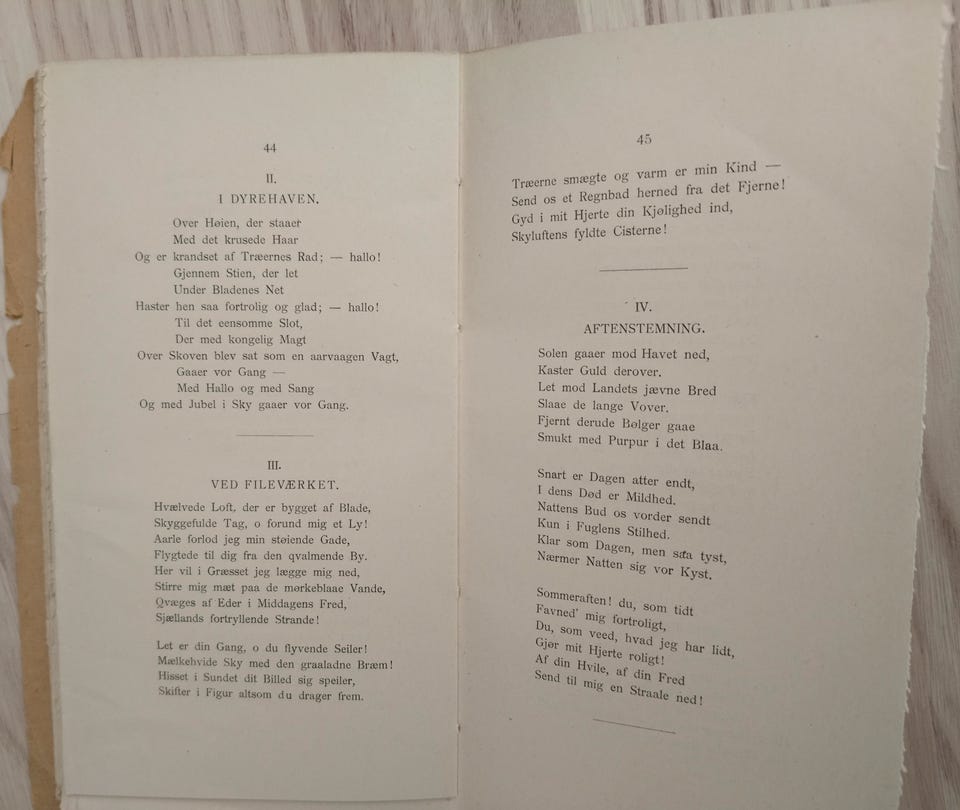 44
II.
I DYREHAVEN.
Over Høien, der staaer
Med det krusede Haar
Og er krandset af Træernes Rad; — hallo!
Gjennem Stien, der let
Under Bladenes Net
Haster hen saa fortrolig og glad; — hallo!
Til det eensomme Slot,
Der med kongelig Magt
Over Skoven blev sat som en aarvaagen Vagt,
Gaaer vor Gang —
Med Hallo og med Sang
Og med Jubel i Sky gaaer vor Gang.
III.
VED FILEVÆRKET.
Hvælvede Loft, der er bygget af Blade,
Skyggefulde Tag, o forund mig et Ly!
Aarle forlod jeg min støiende Gade,
Flygtede til dig fra den qvalmende By.
Her vil i Græsset jeg lægge mig ned,
Stirre mig mæt paa de mørkeblaae Vande,
Qvæges af Eder i Middagens Fred,
Sjællands fortryllende Strande!
Let er din Gang, o du flyvende Seiler!
Mælkehvide Sky med den graaladne Bræm!
Hisset i Sundet dit Billed sig speiler,
Skifter i Figur altsom du drager frem.
45
Træerne smægte og varm er min Kind —
Send os et Regnbad herned fra det Fjerne!
Gyd i mit Hjerte din Kjølighed ind,
Skyluftens fyldte Cisterne!
IV.
AFTENSTEMNING.
Solen gaaer mod Havet ned,
Kaster Guld derover.
Let mod Landets jævne Bred
Slaae de lange Vover.
Fjernt derude Bølger gaae
Smukt med Purpur i det Blaa.
Snart er Dagen atter endt,
I dens Død er Mildhed.
Nattens Bud os vorder sendt
Kun i Fuglens Stilhed.
Klar som Dagen, men saa tyst,
Nærmer Natten sig vor Kyst.
Sommeraften! du, som tidt
Favned' mig fortroligt,
Du, som veed, hvad jeg har lidt,
Gjør mit Hjerte roligt!
Af din Hvile, af din Fred
Send til mig en Straale ned!